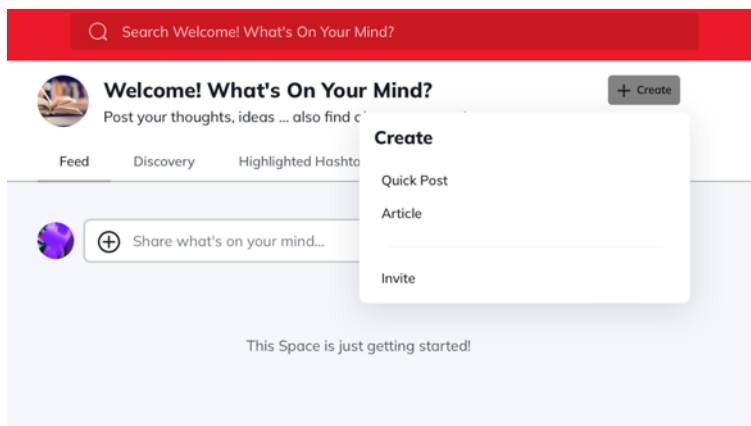 Search Welcome! What's On Your Mind?
Welcome! What's On Your Mind?
+ Create
Post your thoughts, ideas ... also find
Feed
Discovery
Highlighted Hashta
Create
Quick Post
Article
Invite
Share what's on your mind...
This Space is just getting started!